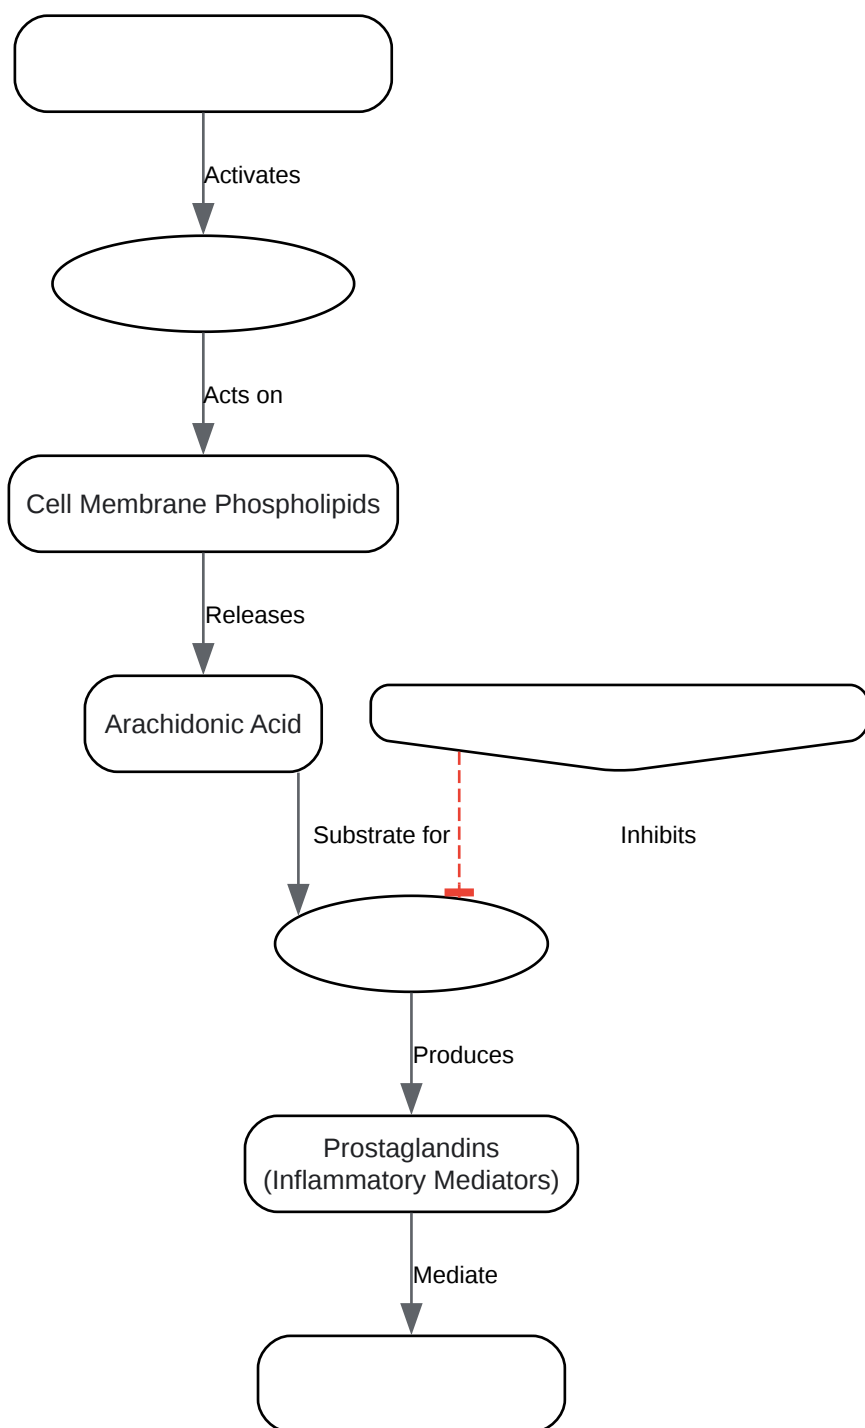 Activates
Acts on
Cell Membrane Phospholipids
Releases
Arachidonic Acid
Substrate for
Inhibits
Produces
Prostaglandins
(Inflammatory Mediators)
Mediate